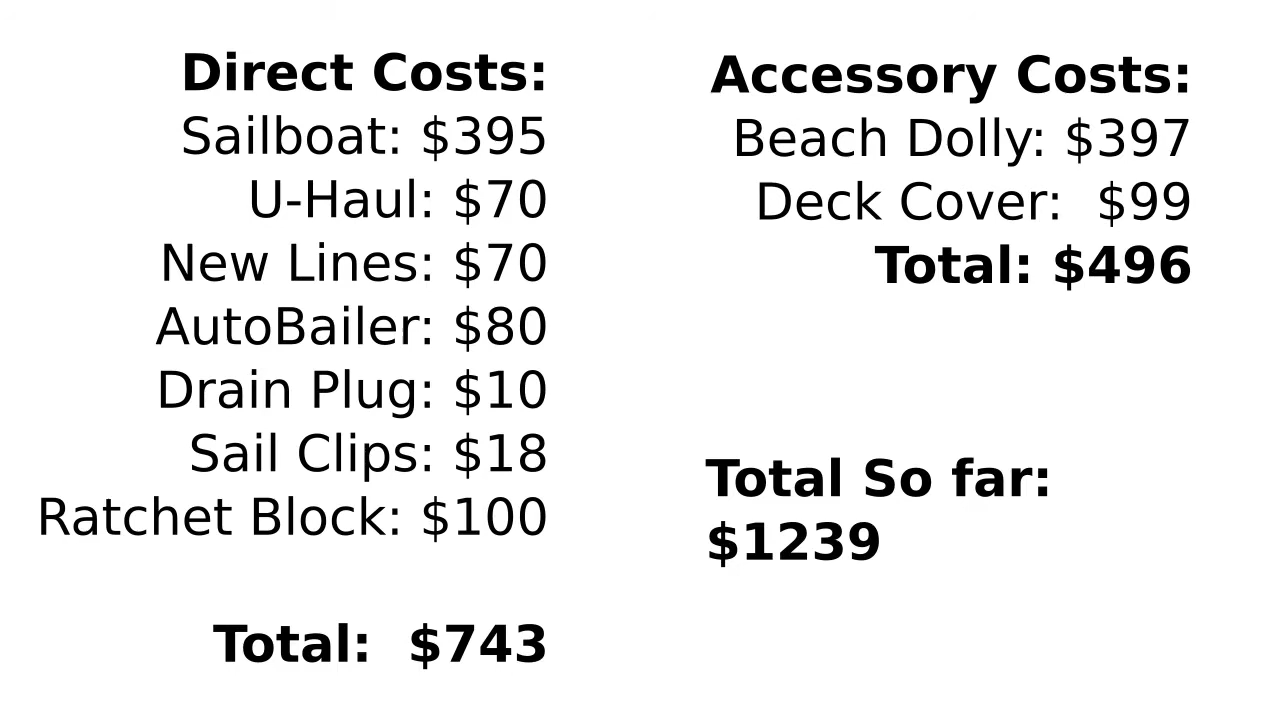 Direct Costs:
Sailboat: $395
U-Haul: $70
New Lines: $70
AutoBailer: $80
Drain Plug: $10
Sail Clips: $18
Ratchet Block: $100
Total:  $743
Accessory Costs:
Beach Dolly: $397
Deck Cover:  $99
Total: $496
Total So far:
$1239